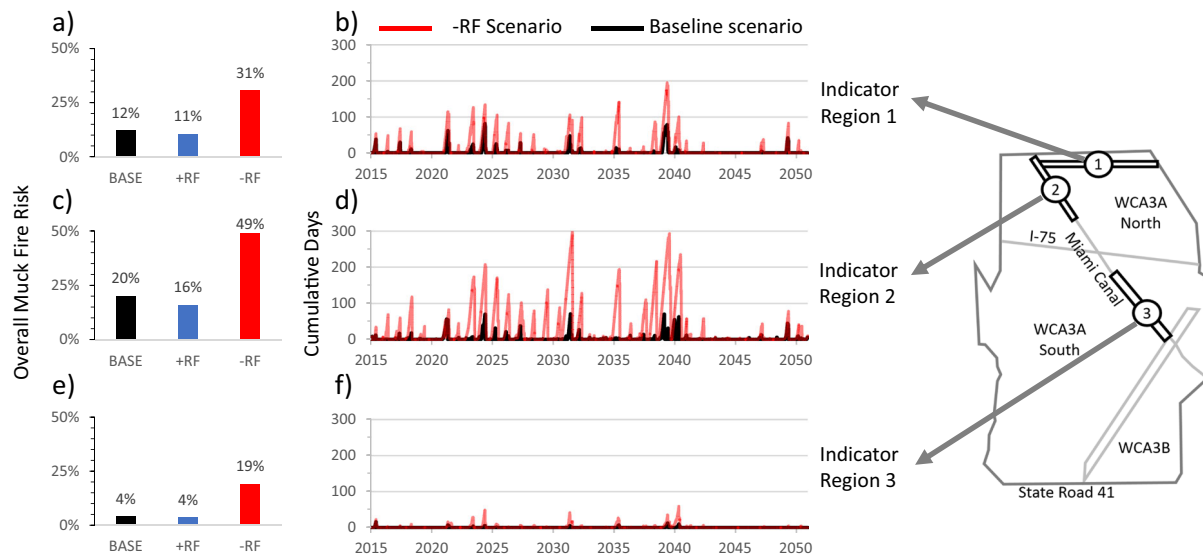 a)
b)
-RF Scenario
Baseline scenario
50%
25%
0%
12%
11%
31%
BASE
+RF
-RF
300
200
100
0
2015
2020
2025
2030
2035
2040
2045
2050
Indicator
Region 1
c)
d)
50%
25%
0%
20%
16%
49%
BASE
+RF
-RF
300
200
100
0
2015
2020
2025
2030
2035
2040
2045
2050
Indicator
Region 2
e)
f)
50%
25%
0%
4%
4%
19%
BASE
+RF
-RF
300
200
100
0
2015
2020
2025
2030
2035
2040
2045
2050
Indicator
Region 3
Overall Muck Fire Risk
Cumulative Days
1
2
WCA3A
North
I-75
Miami Canal
3
WCA3A
South
WCA3B
State Road 41